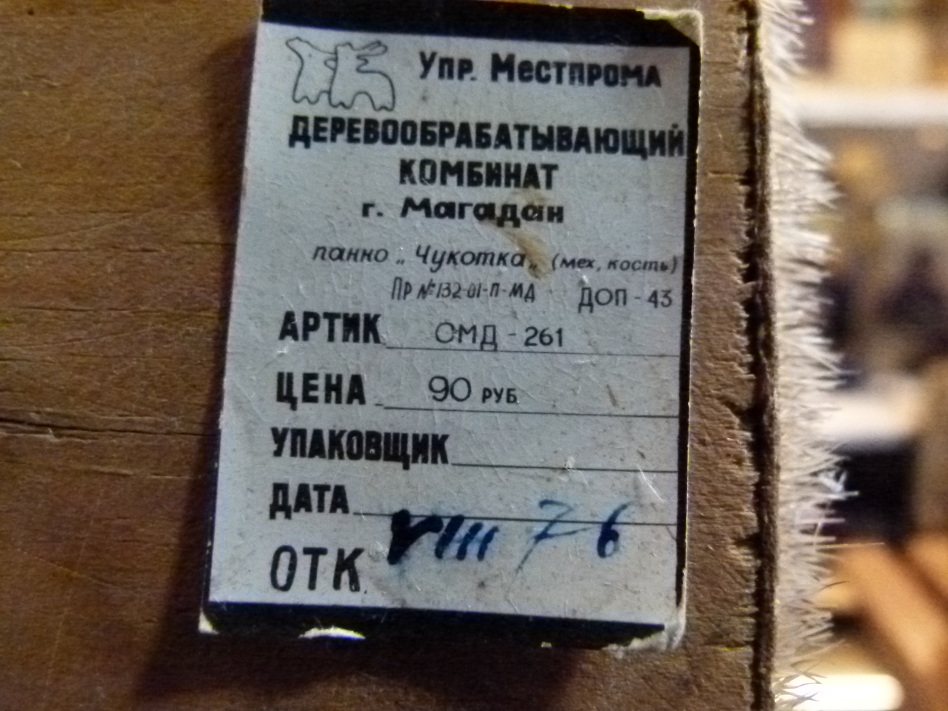 Упр. Местпрома
ДЕРЕВООБРАБАТЫВАЮЩИЙ
КОМБИНАТ
г. Магадан
панно „Чукотка„ (мех, кость)
Пр №132-01-П-МД ДОП-43
АРТИК ОМД-261
ЦЕНА 90 РУБ
УПАКОВЩИК
ДАТА
VIII 76
ОТК